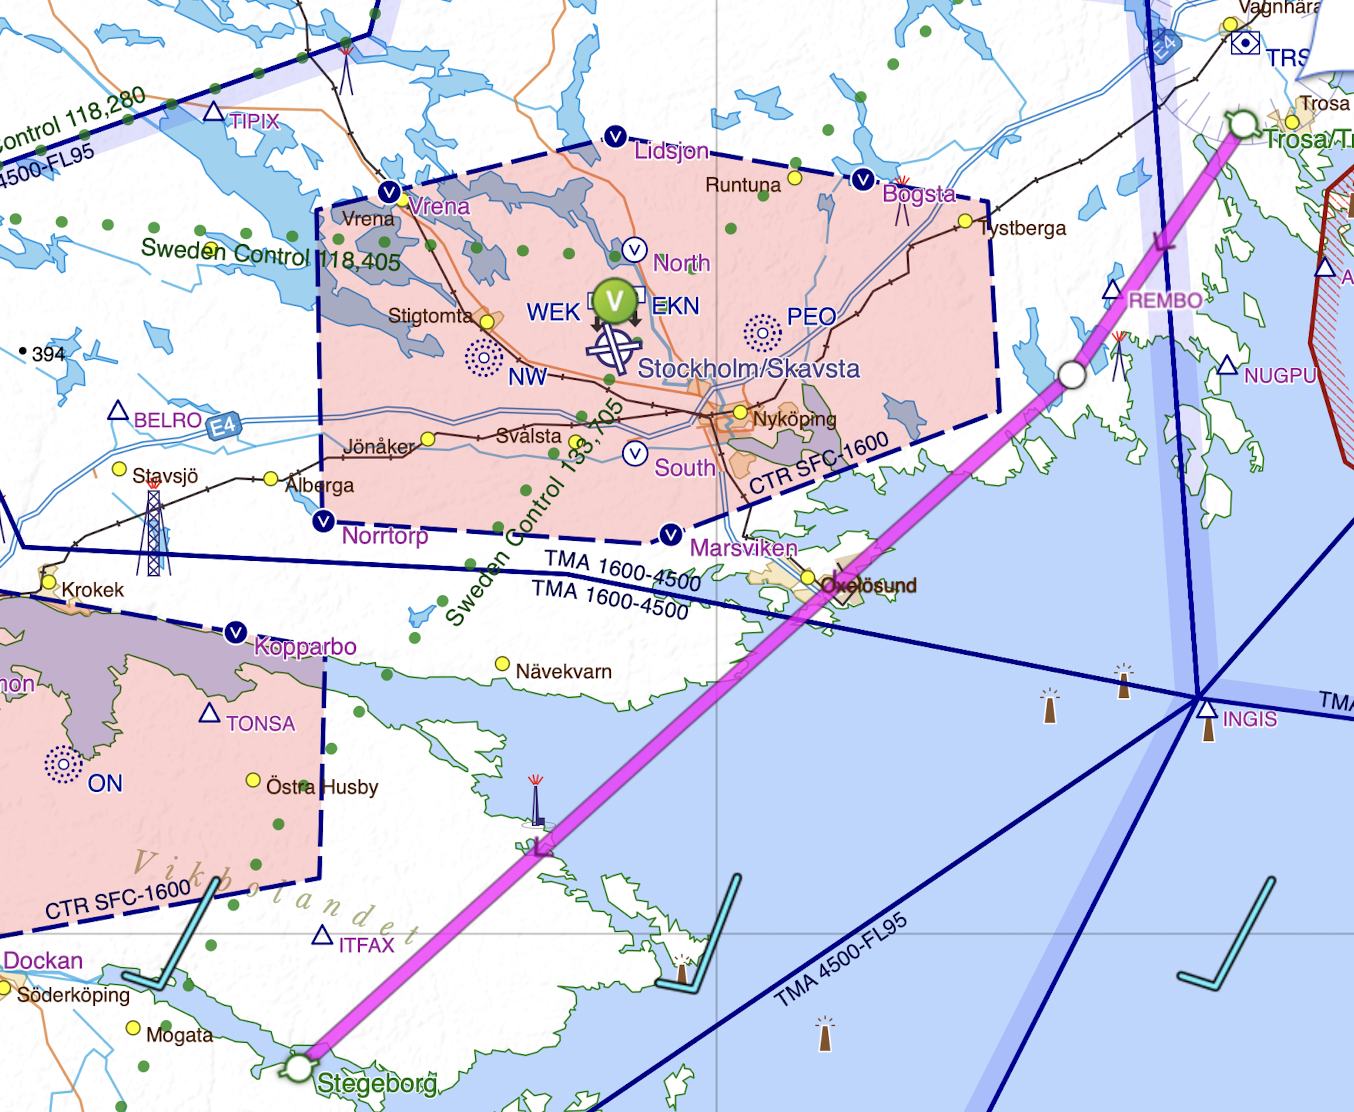 Vagnhära
E4
TRS
Control 118,280
TIPIX
4500-FL95
Trosa
Trosa/Tr
Lidsjon
Runtuna
Bogsta
Vrena
Vrena
Tystberga
Sweden Control 118,405
North
V
WEK
EKN
REMBO
A
Stigtomta
PEO
394
NW
Stockholm/Skavsta
NUGPU
BELRO
E4
Nyköping
Jönåker
Svalsta
South
CTR SFC-1600
Stavsjö
Ålberga
Sweden Control 133,705
Norrtorp
Marsviken
TMA 1600-4500
TMA 1600-4500
Oxelösund
Krokek
Kopparbo
Nävekvarn
mon
TONSA
TMA
INGIS
ON
Östra Husby
Vikbolandet
CTR SFC-1600
ITFAX
TMA 4500-FL95
Dockan
Söderköping
Mogata
Stegeborg